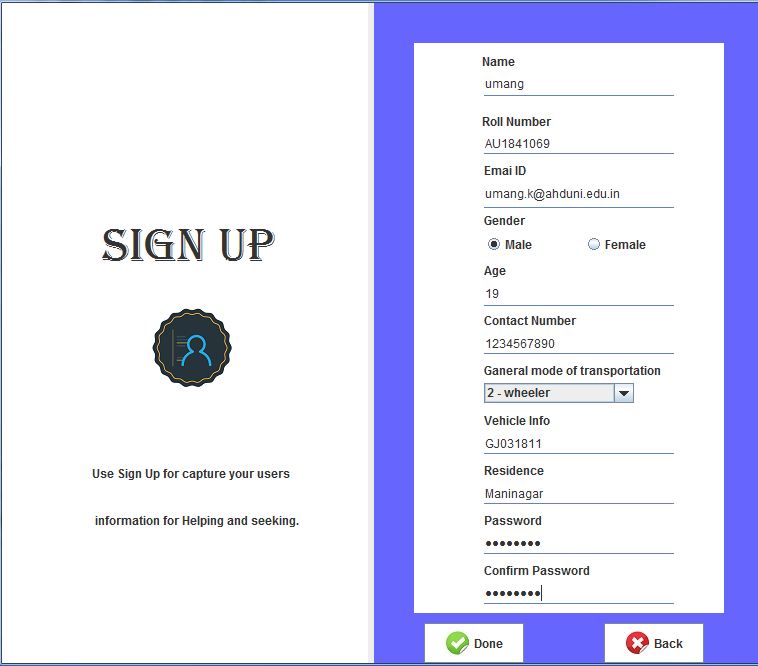 SIGN UP
Use Sign Up for capture your users
information for Helping and seeking.
Name
umang
Roll Number
AU1841069
Emai ID
umang.k@ahduni.edu.in
Gender
Male Female
Age
19
Contact Number
1234567890
Ganeral mode of transportation
2 - wheeler
Vehicle Info
GJ031811
Residence
Maninagar
Password
●●●●●●●●
Confirm Password
●●●●●●●●
Done Back